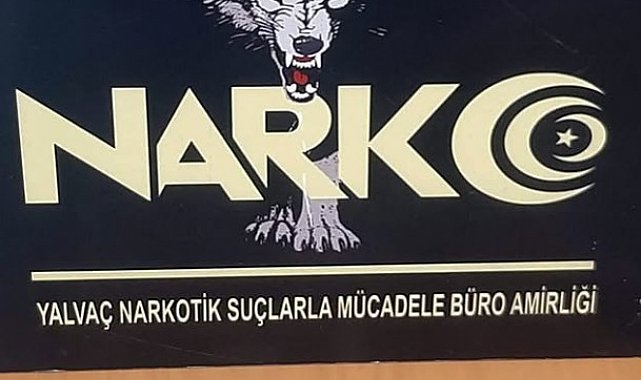 NARKO
YALVAÇ NARKOTİK SUÇLARLA MÜCADELE BÜRO AMİRLİĞİ